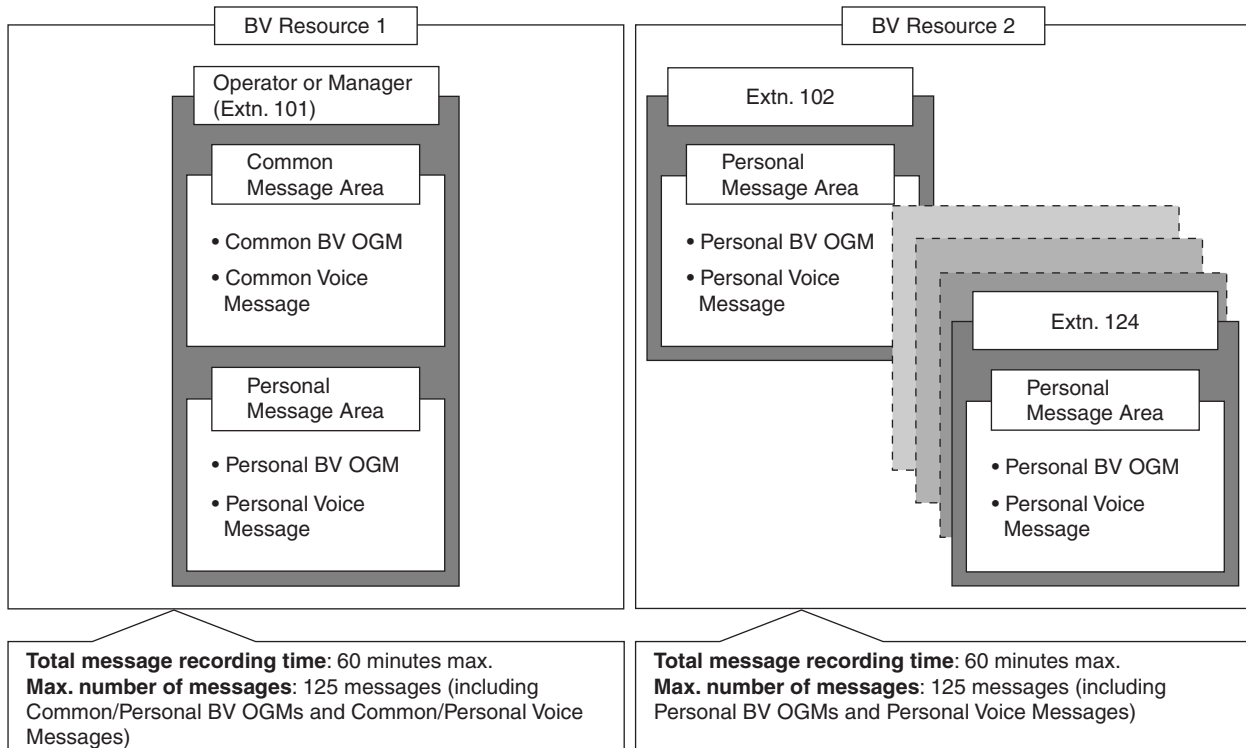 BV Resource 1
Operator or Manager
(Extn. 101)
Common
Message Area
• Common BV OGM
• Common Voice
Message
Personal
Message Area
• Personal BV OGM
• Personal Voice
Message
Total message recording time: 60 minutes max.
Max. number of messages: 125 messages (including
Common/Personal BV OGMs and Common/Personal Voice
Messages)
BV Resource 2
Extn. 102
Personal
Message Area
• Personal BV OGM
• Personal Voice
Message
Extn. 124
Personal
Message Area
• Personal BV OGM
• Personal Voice
Message
Total message recording time: 60 minutes max.
Max. number of messages: 125 messages (including
Personal BV OGMs and Personal Voice Messages)